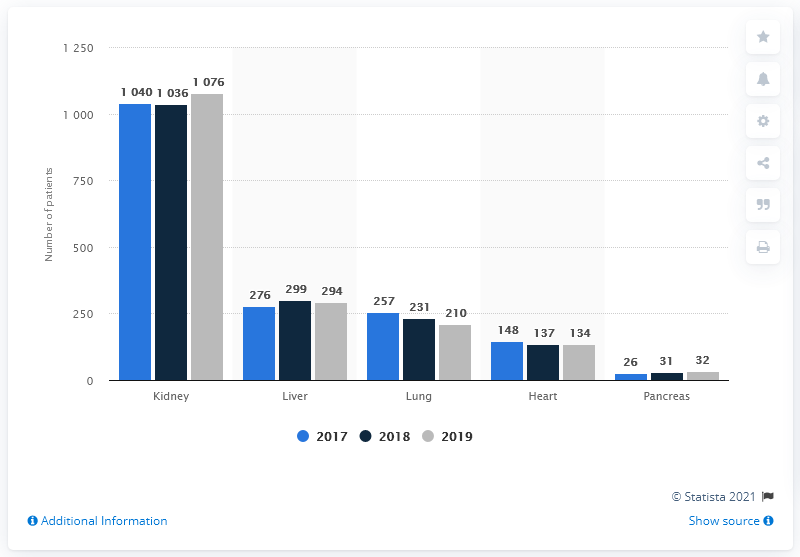 1 250
1 000
750
500
250
0
Number of patients
1 040 1 036 1 076
276 299 294
257 231 210
148 137 134
26 31 32
Kidney Liver Lung Heart Pancreas
2017 2018 2019
© Statista 2021
Additional Information Show source